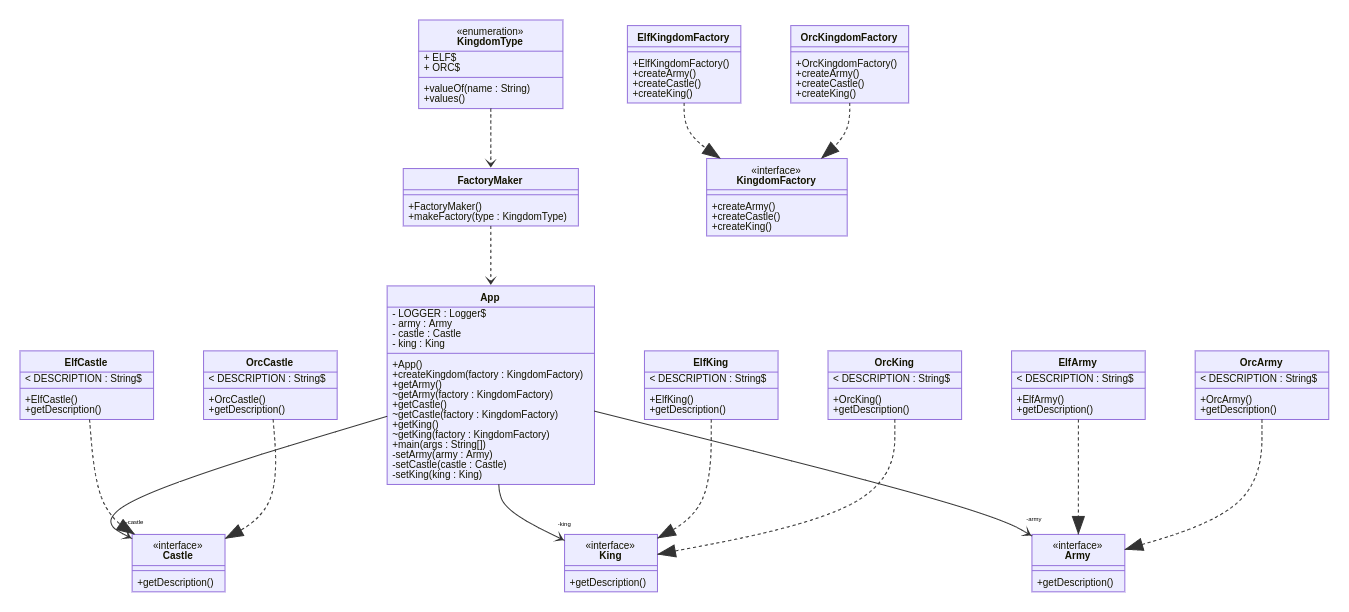 «enumeration»
KingdomType
+ ELF$
+ ORC$
+valueOf(name : String)
+values()
ElfKingdomFactory
+ElfKingdomFactory()
+createArmy()
+createCastle()
+createKing()
OrcKingdomFactory
+OrcKingdomFactory()
+createArmy()
+createCastle()
+createKing()
FactoryMaker
+FactoryMaker()
+makeFactory(type : KingdomType)
«interface»
KingdomFactory
+createArmy()
+createCastle()
+createKing()
App
- LOGGER : Logger$
- army : Army
- castle : Castle
- king : King
+App()
+createKingdom(factory : KingdomFactory)
+getArmy()
~getArmy(factory : KingdomFactory)
+getCastle()
~getCastle(factory : KingdomFactory)
+getKing()
~getKing(factory : KingdomFactory)
+main(args : String[])
-setArmy(army : Army)
-setCastle(castle : Castle)
-setKing(king : King)
ElfCastle
< DESCRIPTION : String$
+ElfCastle()
+getDescription()
OrcCastle
< DESCRIPTION : String$
+OrcCastle()
+getDescription()
ElfKing
< DESCRIPTION : String$
+ElfKing()
+getDescription()
OrcKing
< DESCRIPTION : String$
+OrcKing()
+getDescription()
ElfArmy
< DESCRIPTION : String$
+ElfArmy()
+getDescription()
OrcArmy
< DESCRIPTION : String$
+OrcArmy()
+getDescription()
-castle
-king
-army
«interface»
Castle
+getDescription()
«interface»
King
+getDescription()
«interface»
Army
+getDescription()